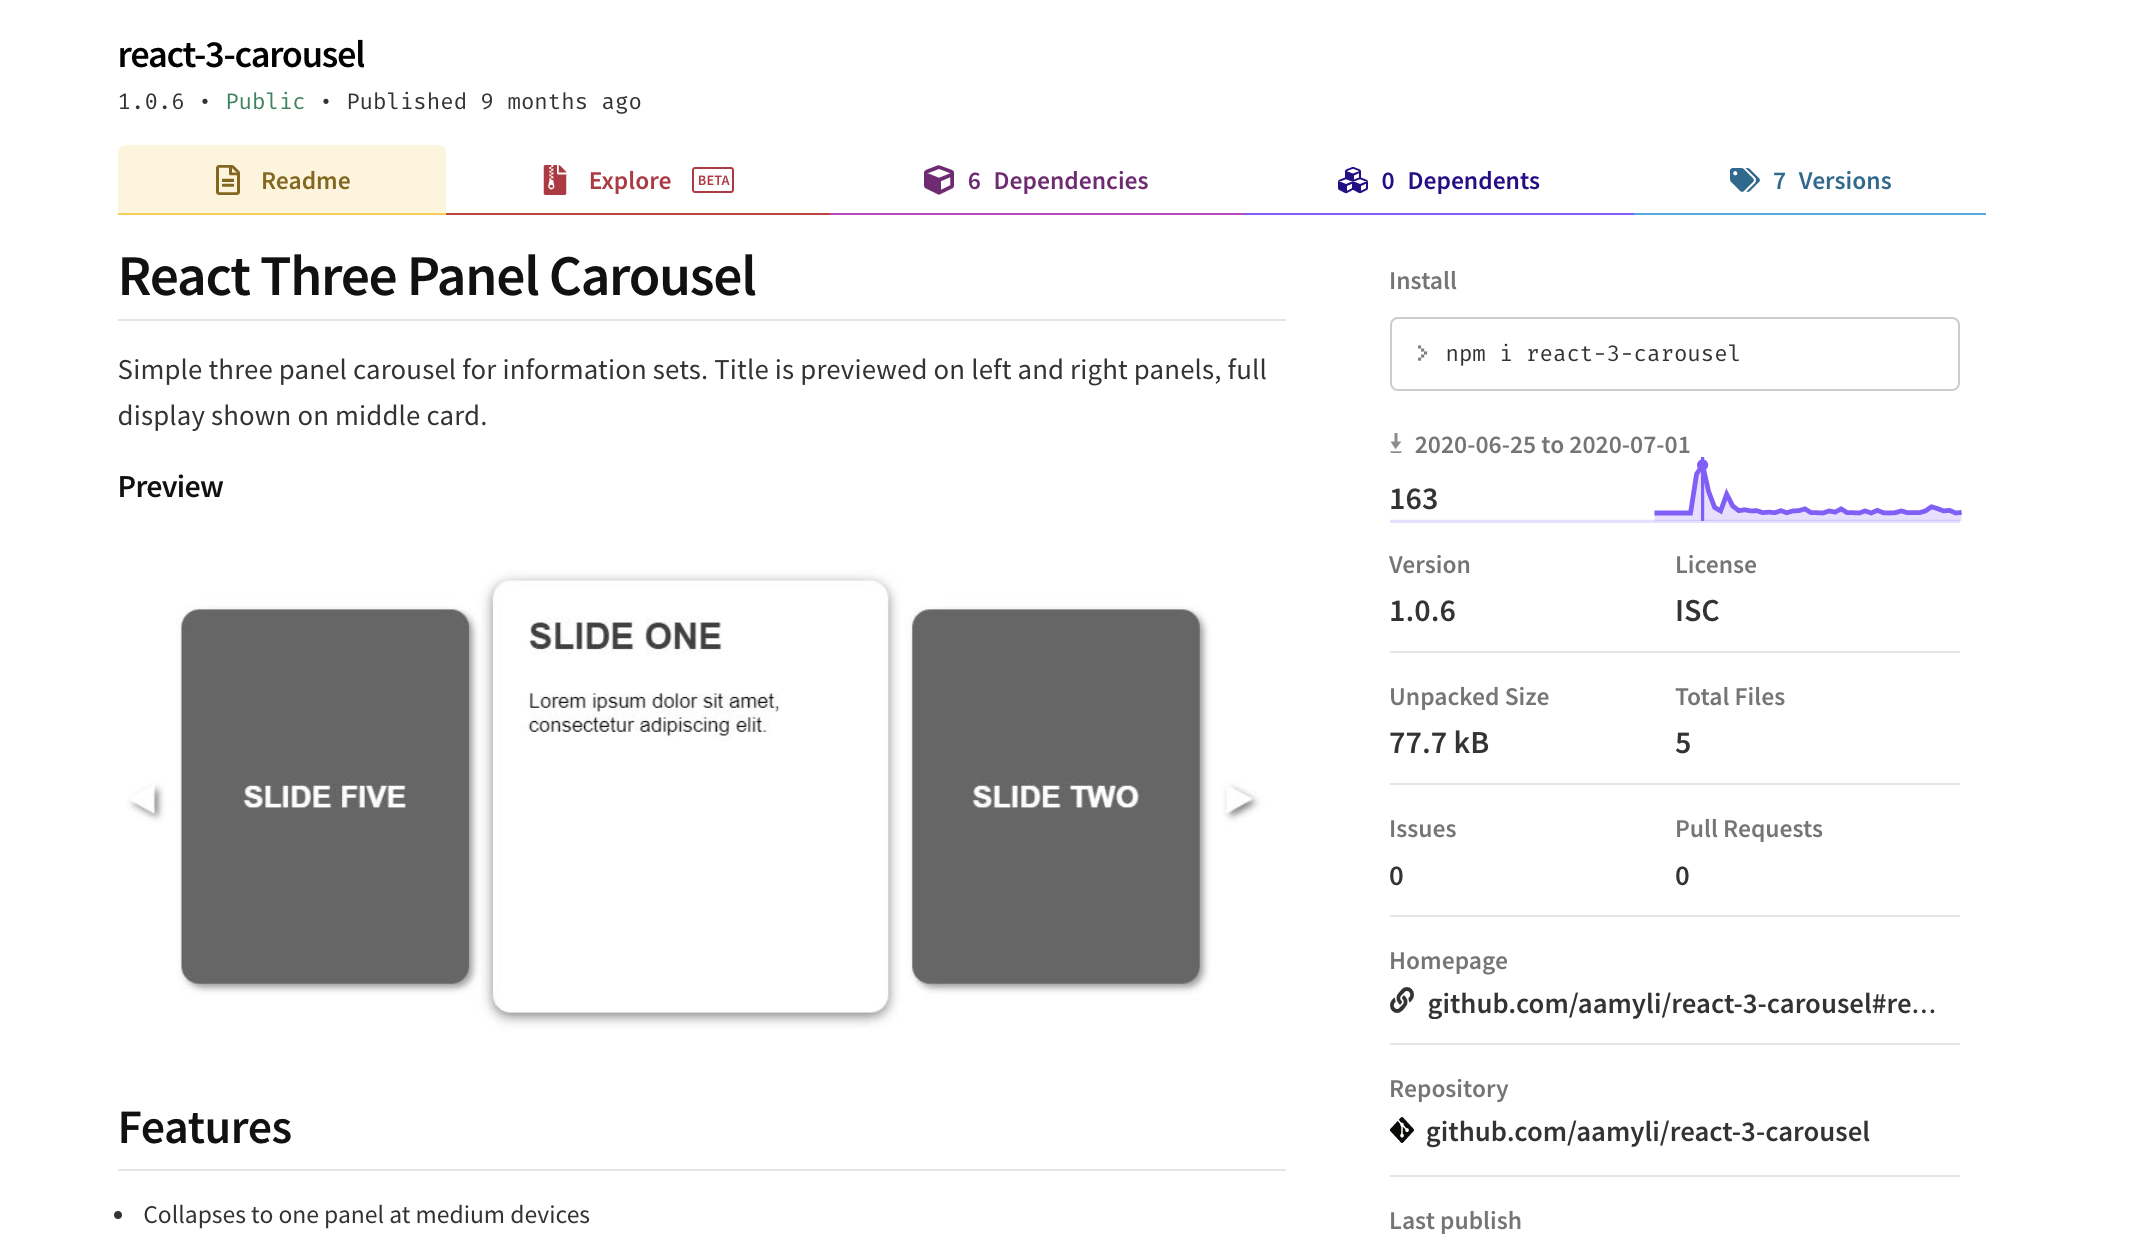 react-3-carousel
1.0.6 • Public • Published 9 months ago
Readme
Explore BETA
6 Dependencies
0 Dependents
7 Versions
React Three Panel Carousel
Simple three panel carousel for information sets. Title is previewed on left and right panels, full
display shown on middle card.
Preview
SLIDE FIVE
SLIDE ONE
Lorem ipsum dolor sit amet,
consectetur adipiscing elit.
SLIDE TWO
Features
• Collapses to one panel at medium devices
Install
> npm i react-3-carousel
2020-06-25 to 2020-07-01
163
Version
1.0.6
License
ISC
Unpacked Size
77.7 kB
Total Files
5
Issues
0
Pull Requests
0
Homepage
github.com/aamyli/react-3-carousel#re...
Repository
github.com/aamyli/react-3-carousel
Last publish